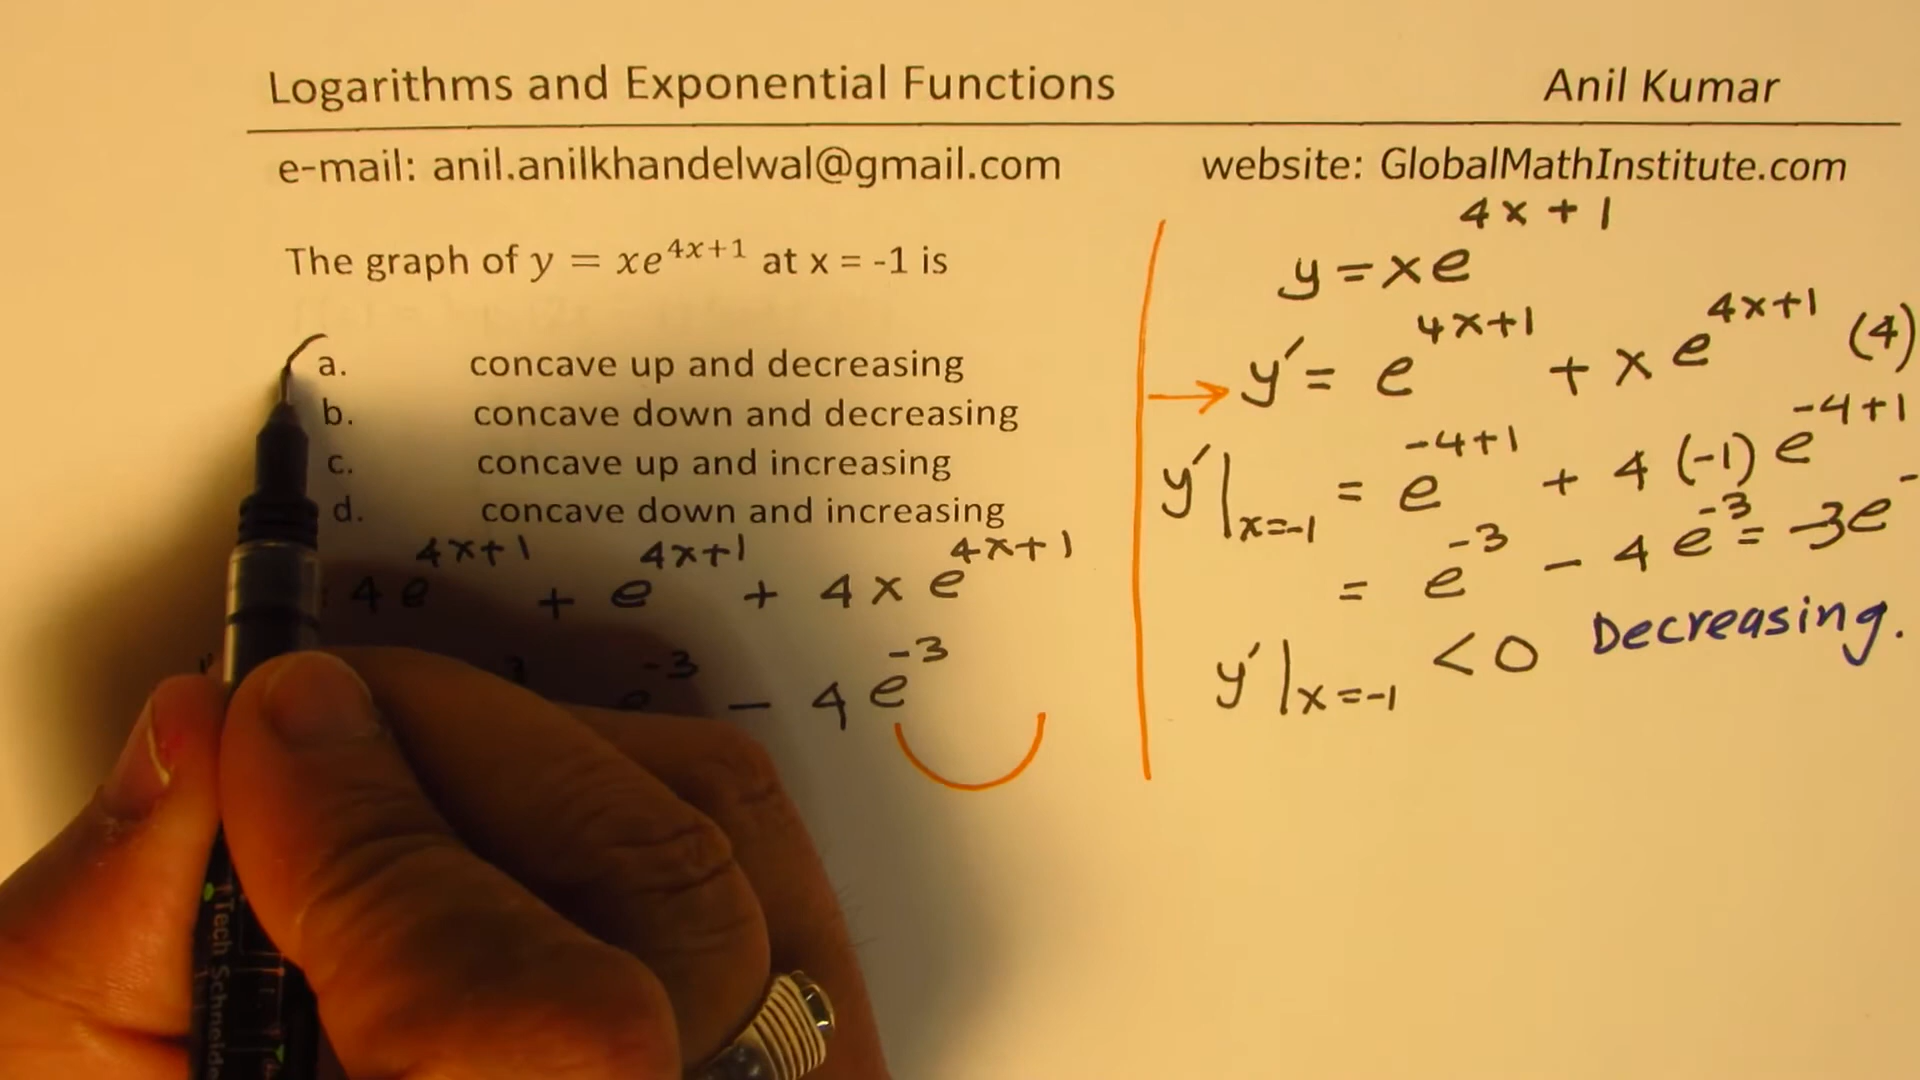 Logarithms and Exponential Functions Anil Kumar
e-mail: anil.anilkhandelwal@gmail.com website: GlobalMathInstitute.com
The graph of y = xe^{4x+1} at x = -1 is
a. concave up and decreasing
b. concave down and decreasing
c. concave up and increasing
d. concave down and increasing
4e^{4x+1} + e^{4x+1} + 4xe^{4x+1}
e^{-3} - 4e^{-3}
y = xe^{4x+1}
y' = e^{4x+1} + xe^{4x+1} (4)
y'|_{x=-1} = e^{-4+1} + 4(-1)e^{-4+1}
= e^{-3} - 4e^{-3} = -3e^{-
y'|_{x=-1} < 0 Decreasing.
Tech Schneide